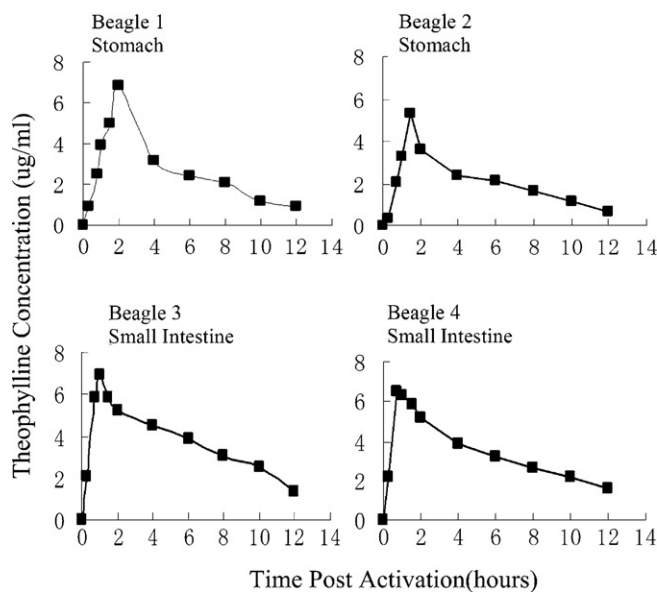 Beagle 1
Stomach
Beagle 2
Stomach
8
6
4
2
0
0 2 4 6 8 10 12 14
8
6
4
2
0
0 2 4 6 8 10 12 14
Beagle 3
Small Intestine
Beagle 4
Small Intestine
8
6
4
2
0
0 2 4 6 8 10 12 14
8
6
4
2
0
0 2 4 6 8 10 12 14
Theophylline Concentration (ug/ml)
Time Post Activation(hours)